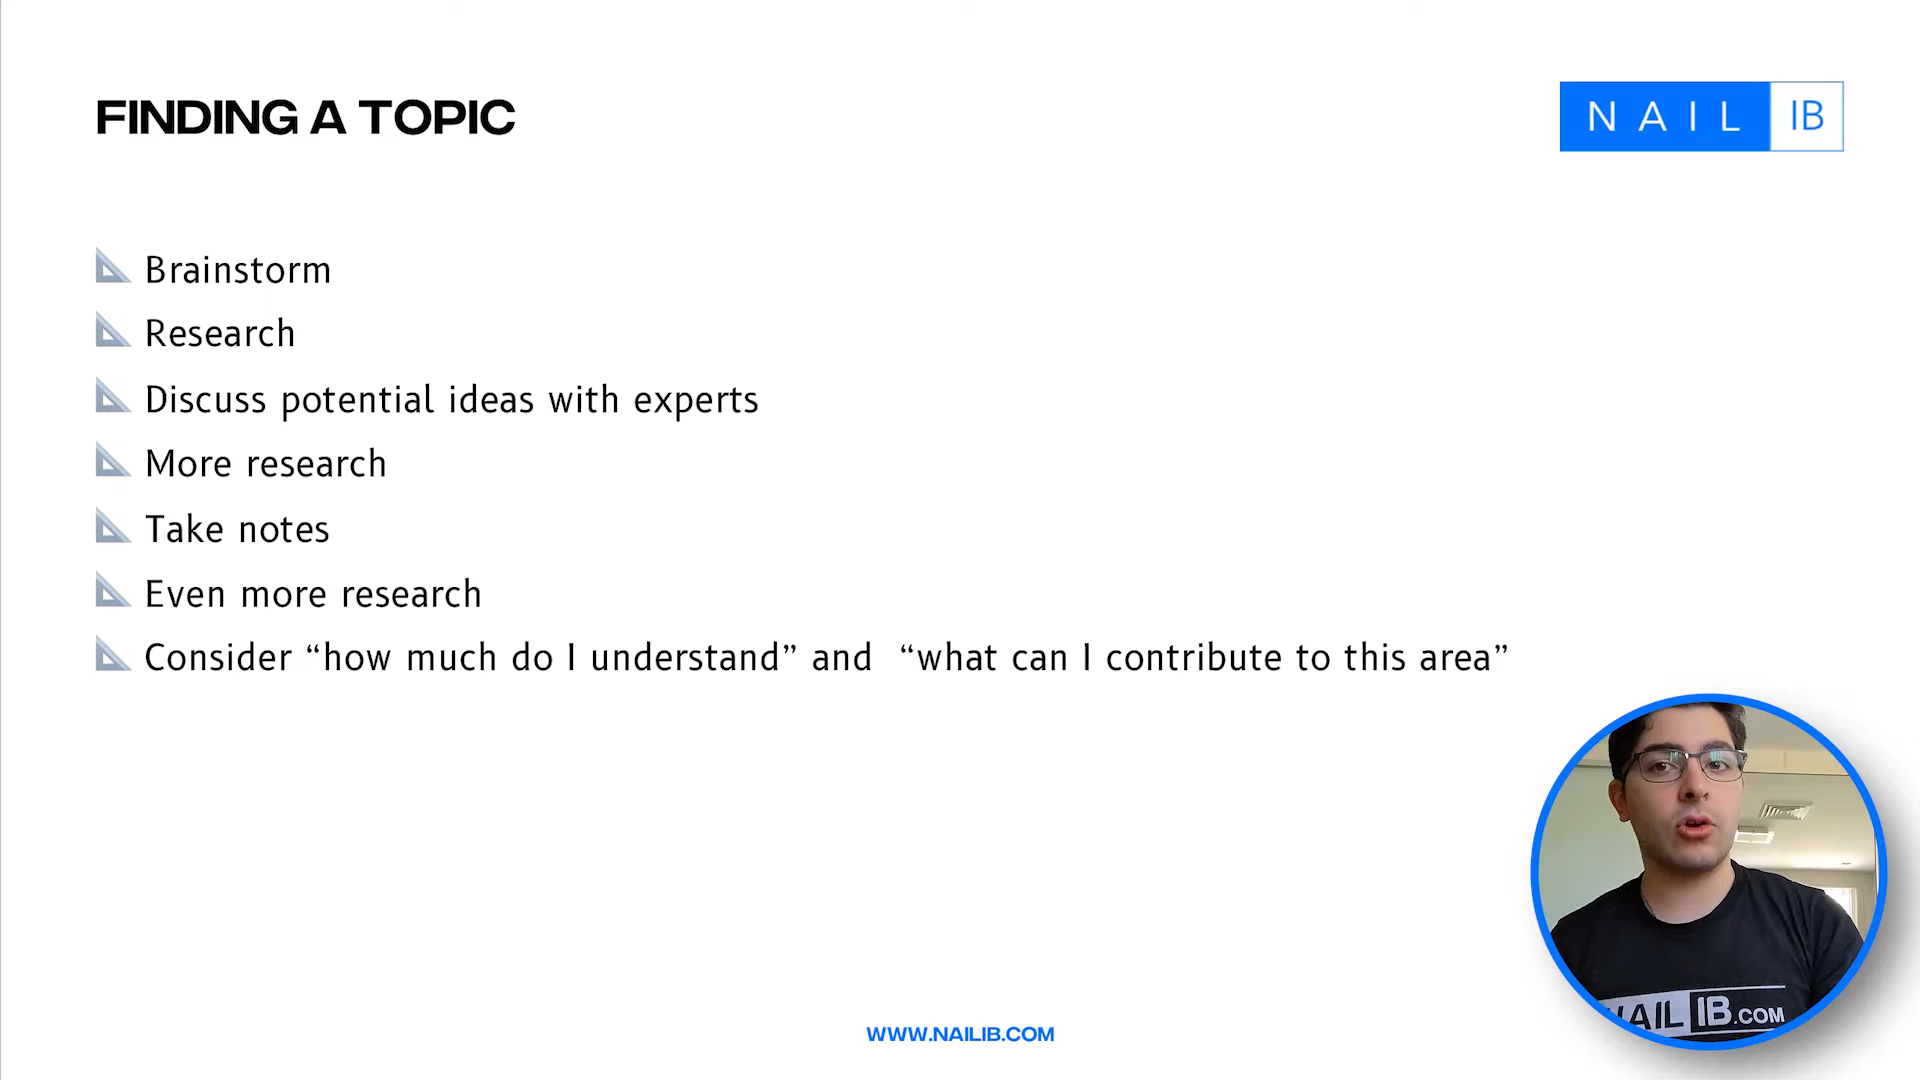 FINDING A TOPIC
NAIL IB
Brainstorm
Research
Discuss potential ideas with experts
More research
Take notes
Even more research
Consider “how much do I understand” and “what can I contribute to this area”
NAIL IB.COM
WWW.NAILIB.COM